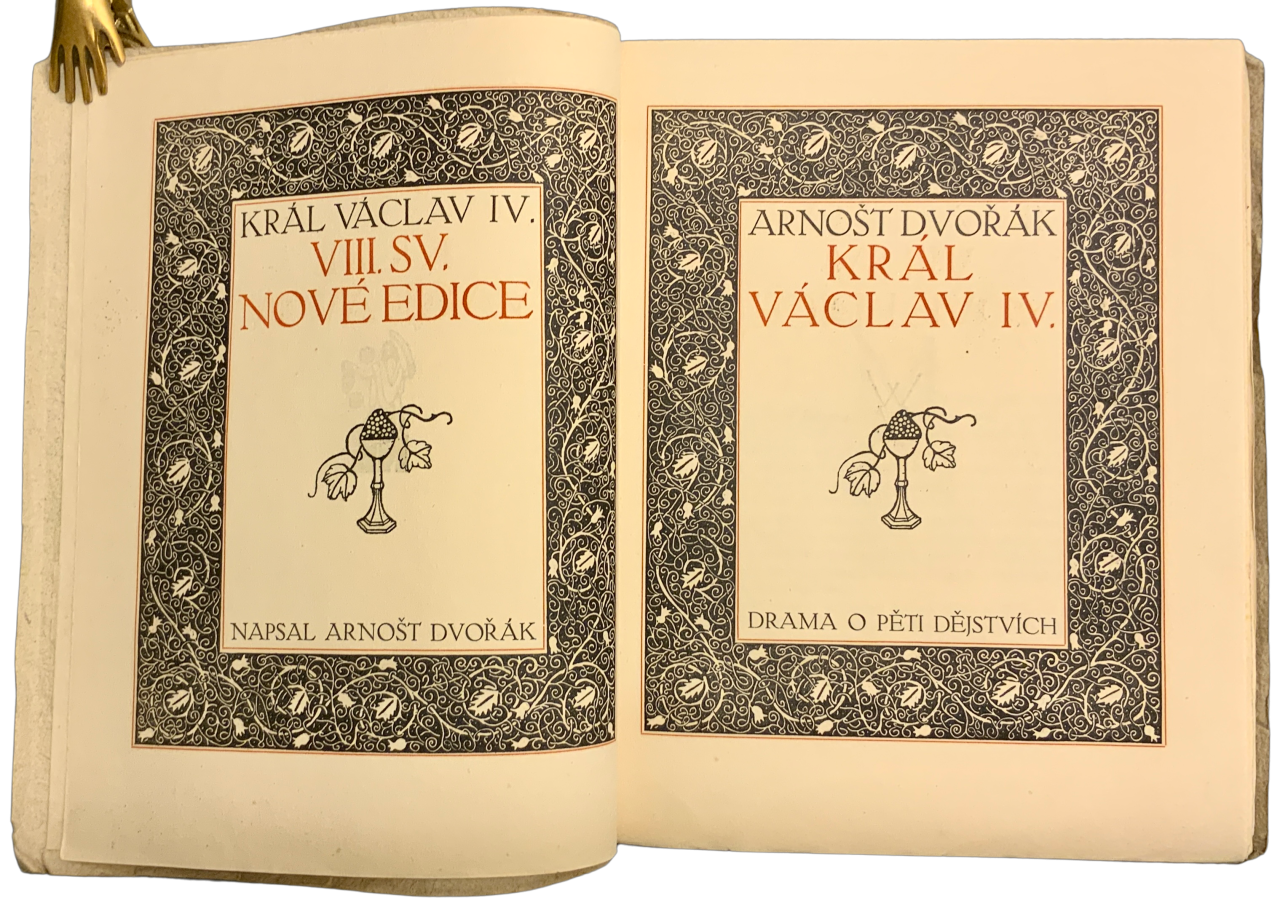 KRÁL VÁCLAV IV.
VIII. SV.
NOVÉ EDICE
NAPSAL ARNOŠT DVOŘÁK
ARNOŠT DVOŘÁK
KRÁL
VÁCLAV IV.
DRAMA O PĚTI DĚJSTVÍCH